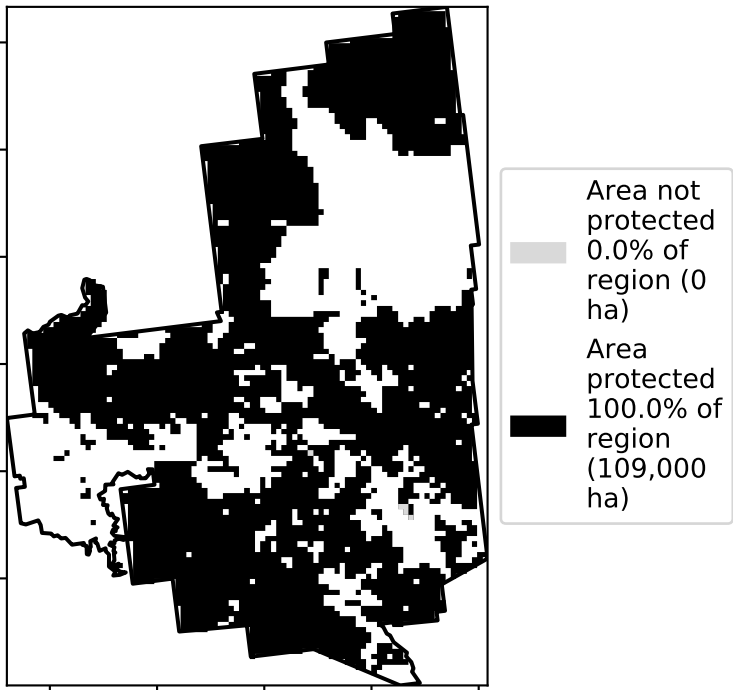 Area not
protected
0.0% of
region (0
ha)
Area
protected
100.0% of
region
(109,000
ha)